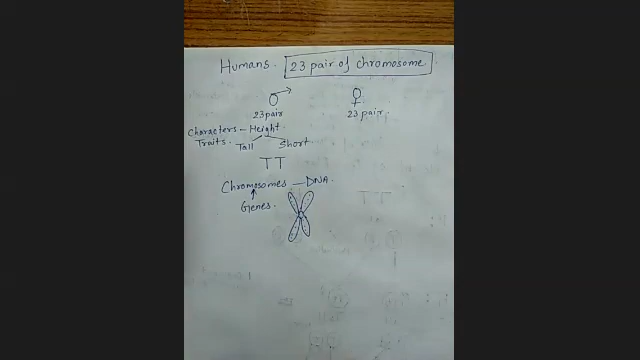 Humans. 23 pair of chromosome
23 pair 23 pair.
Characters - Height.
Traits. Tall Short.
TT
Chromosomes - DNA.
Genes.